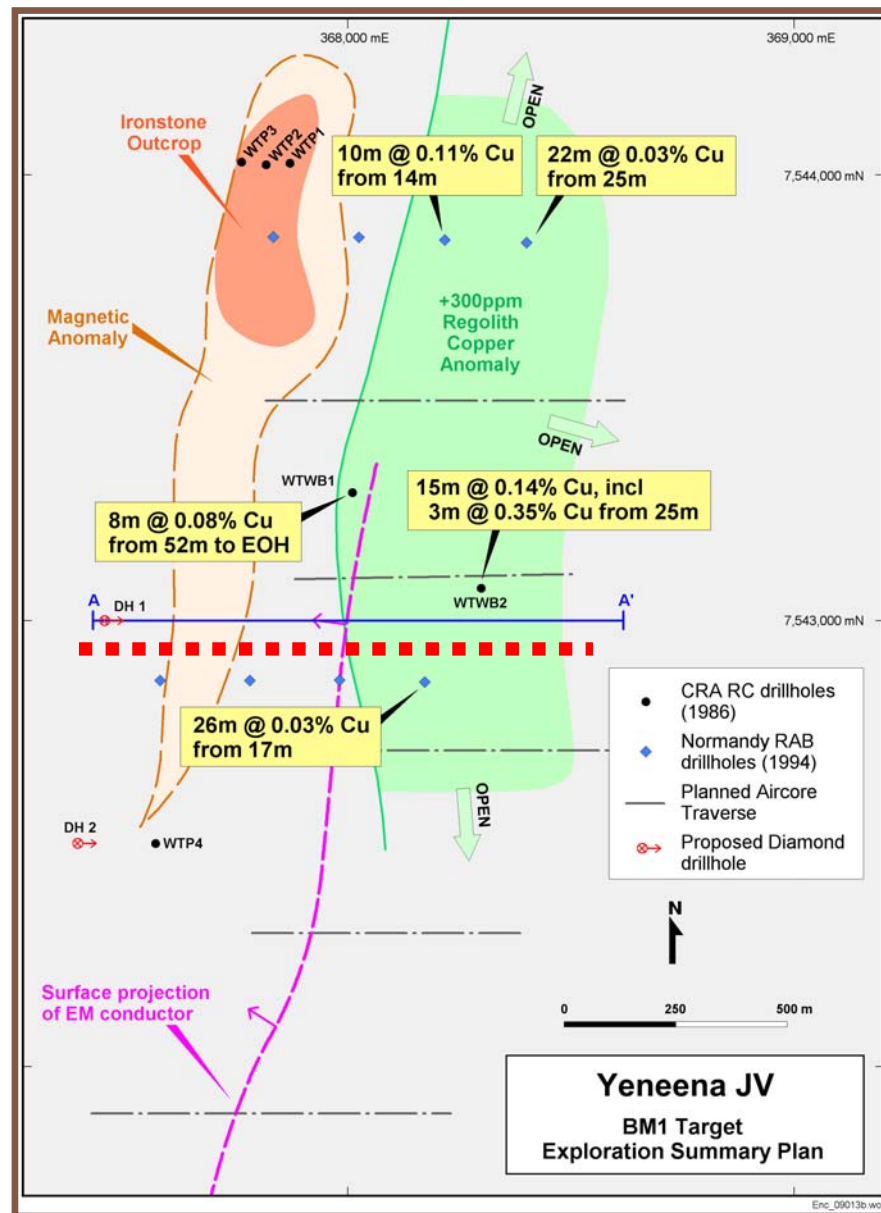 368,000 mE
369,000 mE
OPEN
Ironstone
Outcrop
WTP3
WTP2
WTP1
10m @ 0.11% Cu
from 14m
22m @ 0.03% Cu
from 25m
7,544,000 mN
+300ppm
Regolith
Copper
Anomaly
Magnetic
Anomaly
OPEN
WTWB1
15m @ 0.14% Cu, incl
3m @ 0.35% Cu from 25m
8m @ 0.08% Cu
from 52m to EOH
WTWB2
A
DH 1
A'
7,543,000 mN
26m @ 0.03% Cu
from 17m
OPEN
DH 2
WTP4
CRA RC drillholes
(1986)
Normandy RAB
drillholes (1994)
Planned Aircore
Traverse
Proposed Diamond
drillhole
N
Surface projection
of EM conductor
0
250
500 m
Yeneena JV
BM1 Target
Exploration Summary Plan
Enc_09013b.wo